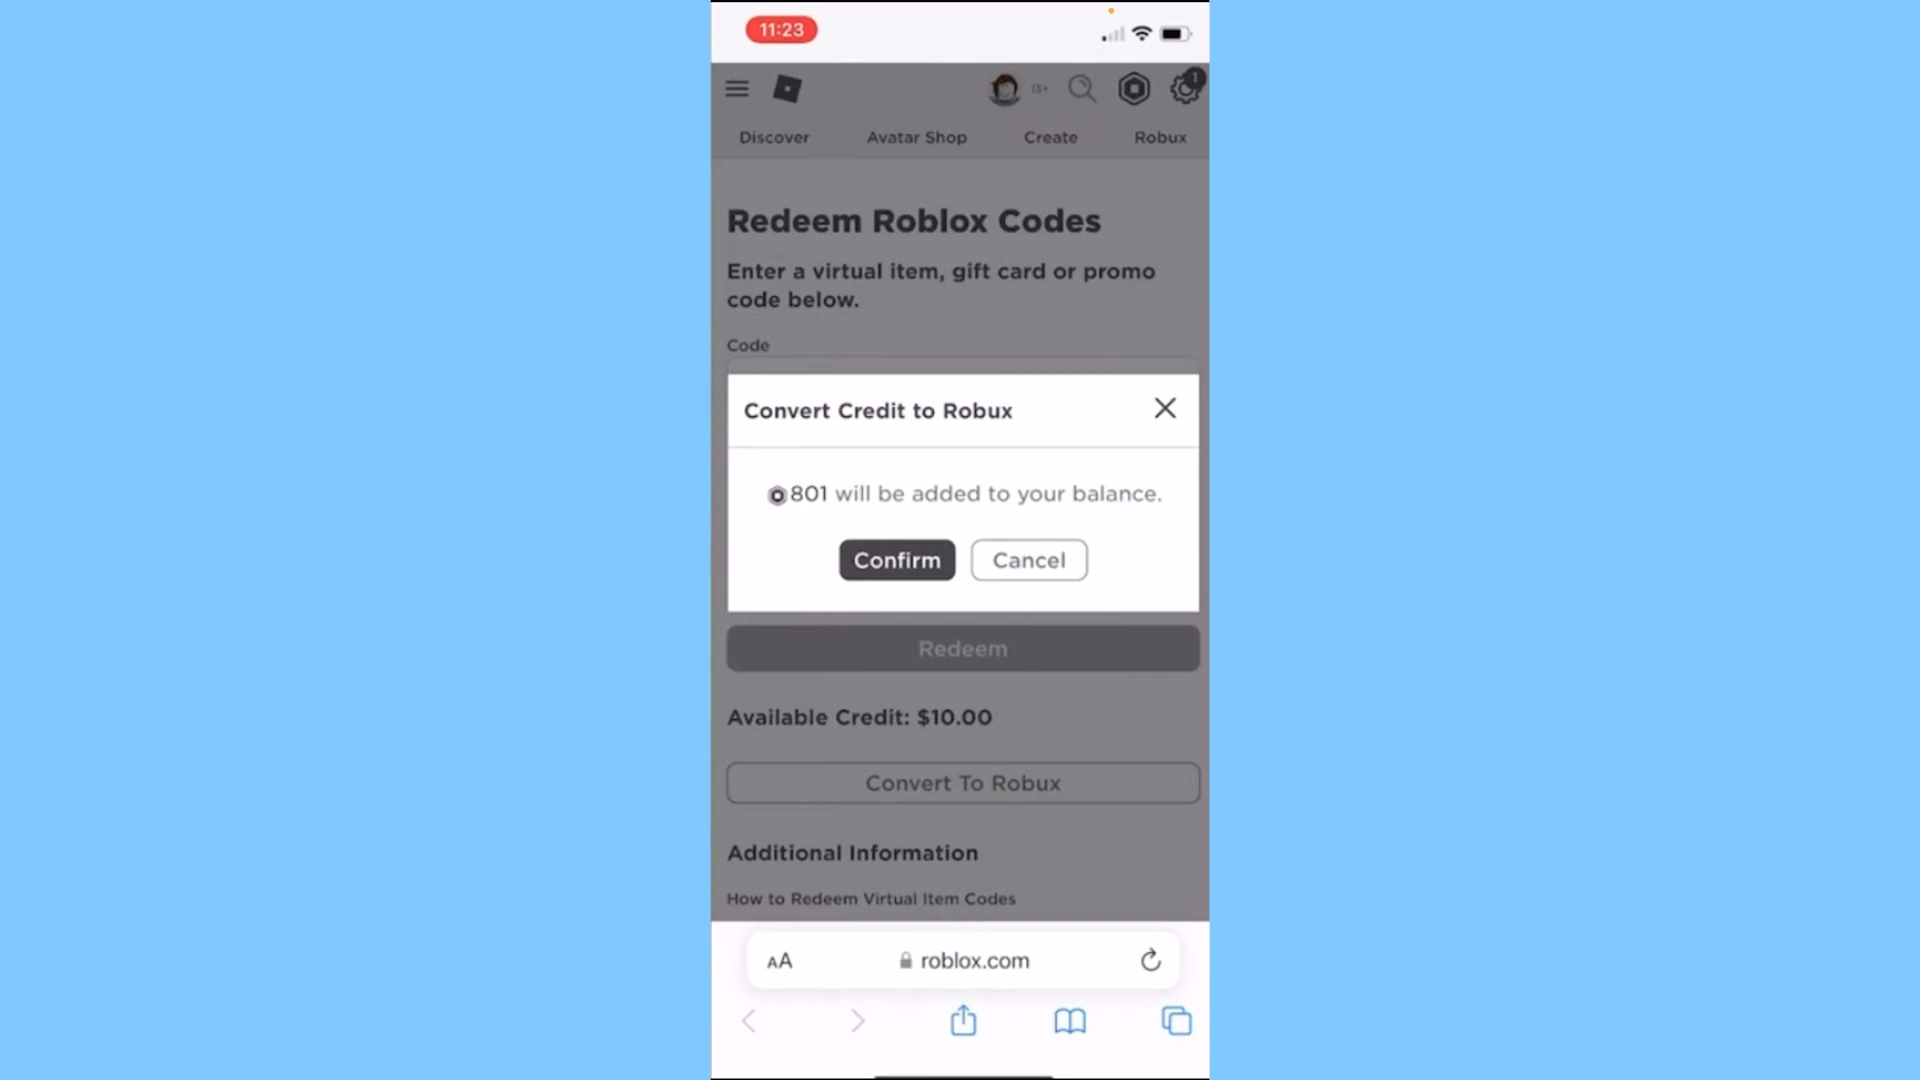 11:23
13+
1
Discover Avatar Shop Create Robux
Redeem Roblox Codes
Enter a virtual item, gift card or promo
code below.
Code
Convert Credit to Robux
801 will be added to your balance.
Confirm Cancel
Redeem
Available Credit: $10.00
Convert To Robux
Additional Information
How to Redeem Virtual Item Codes
AA roblox.com